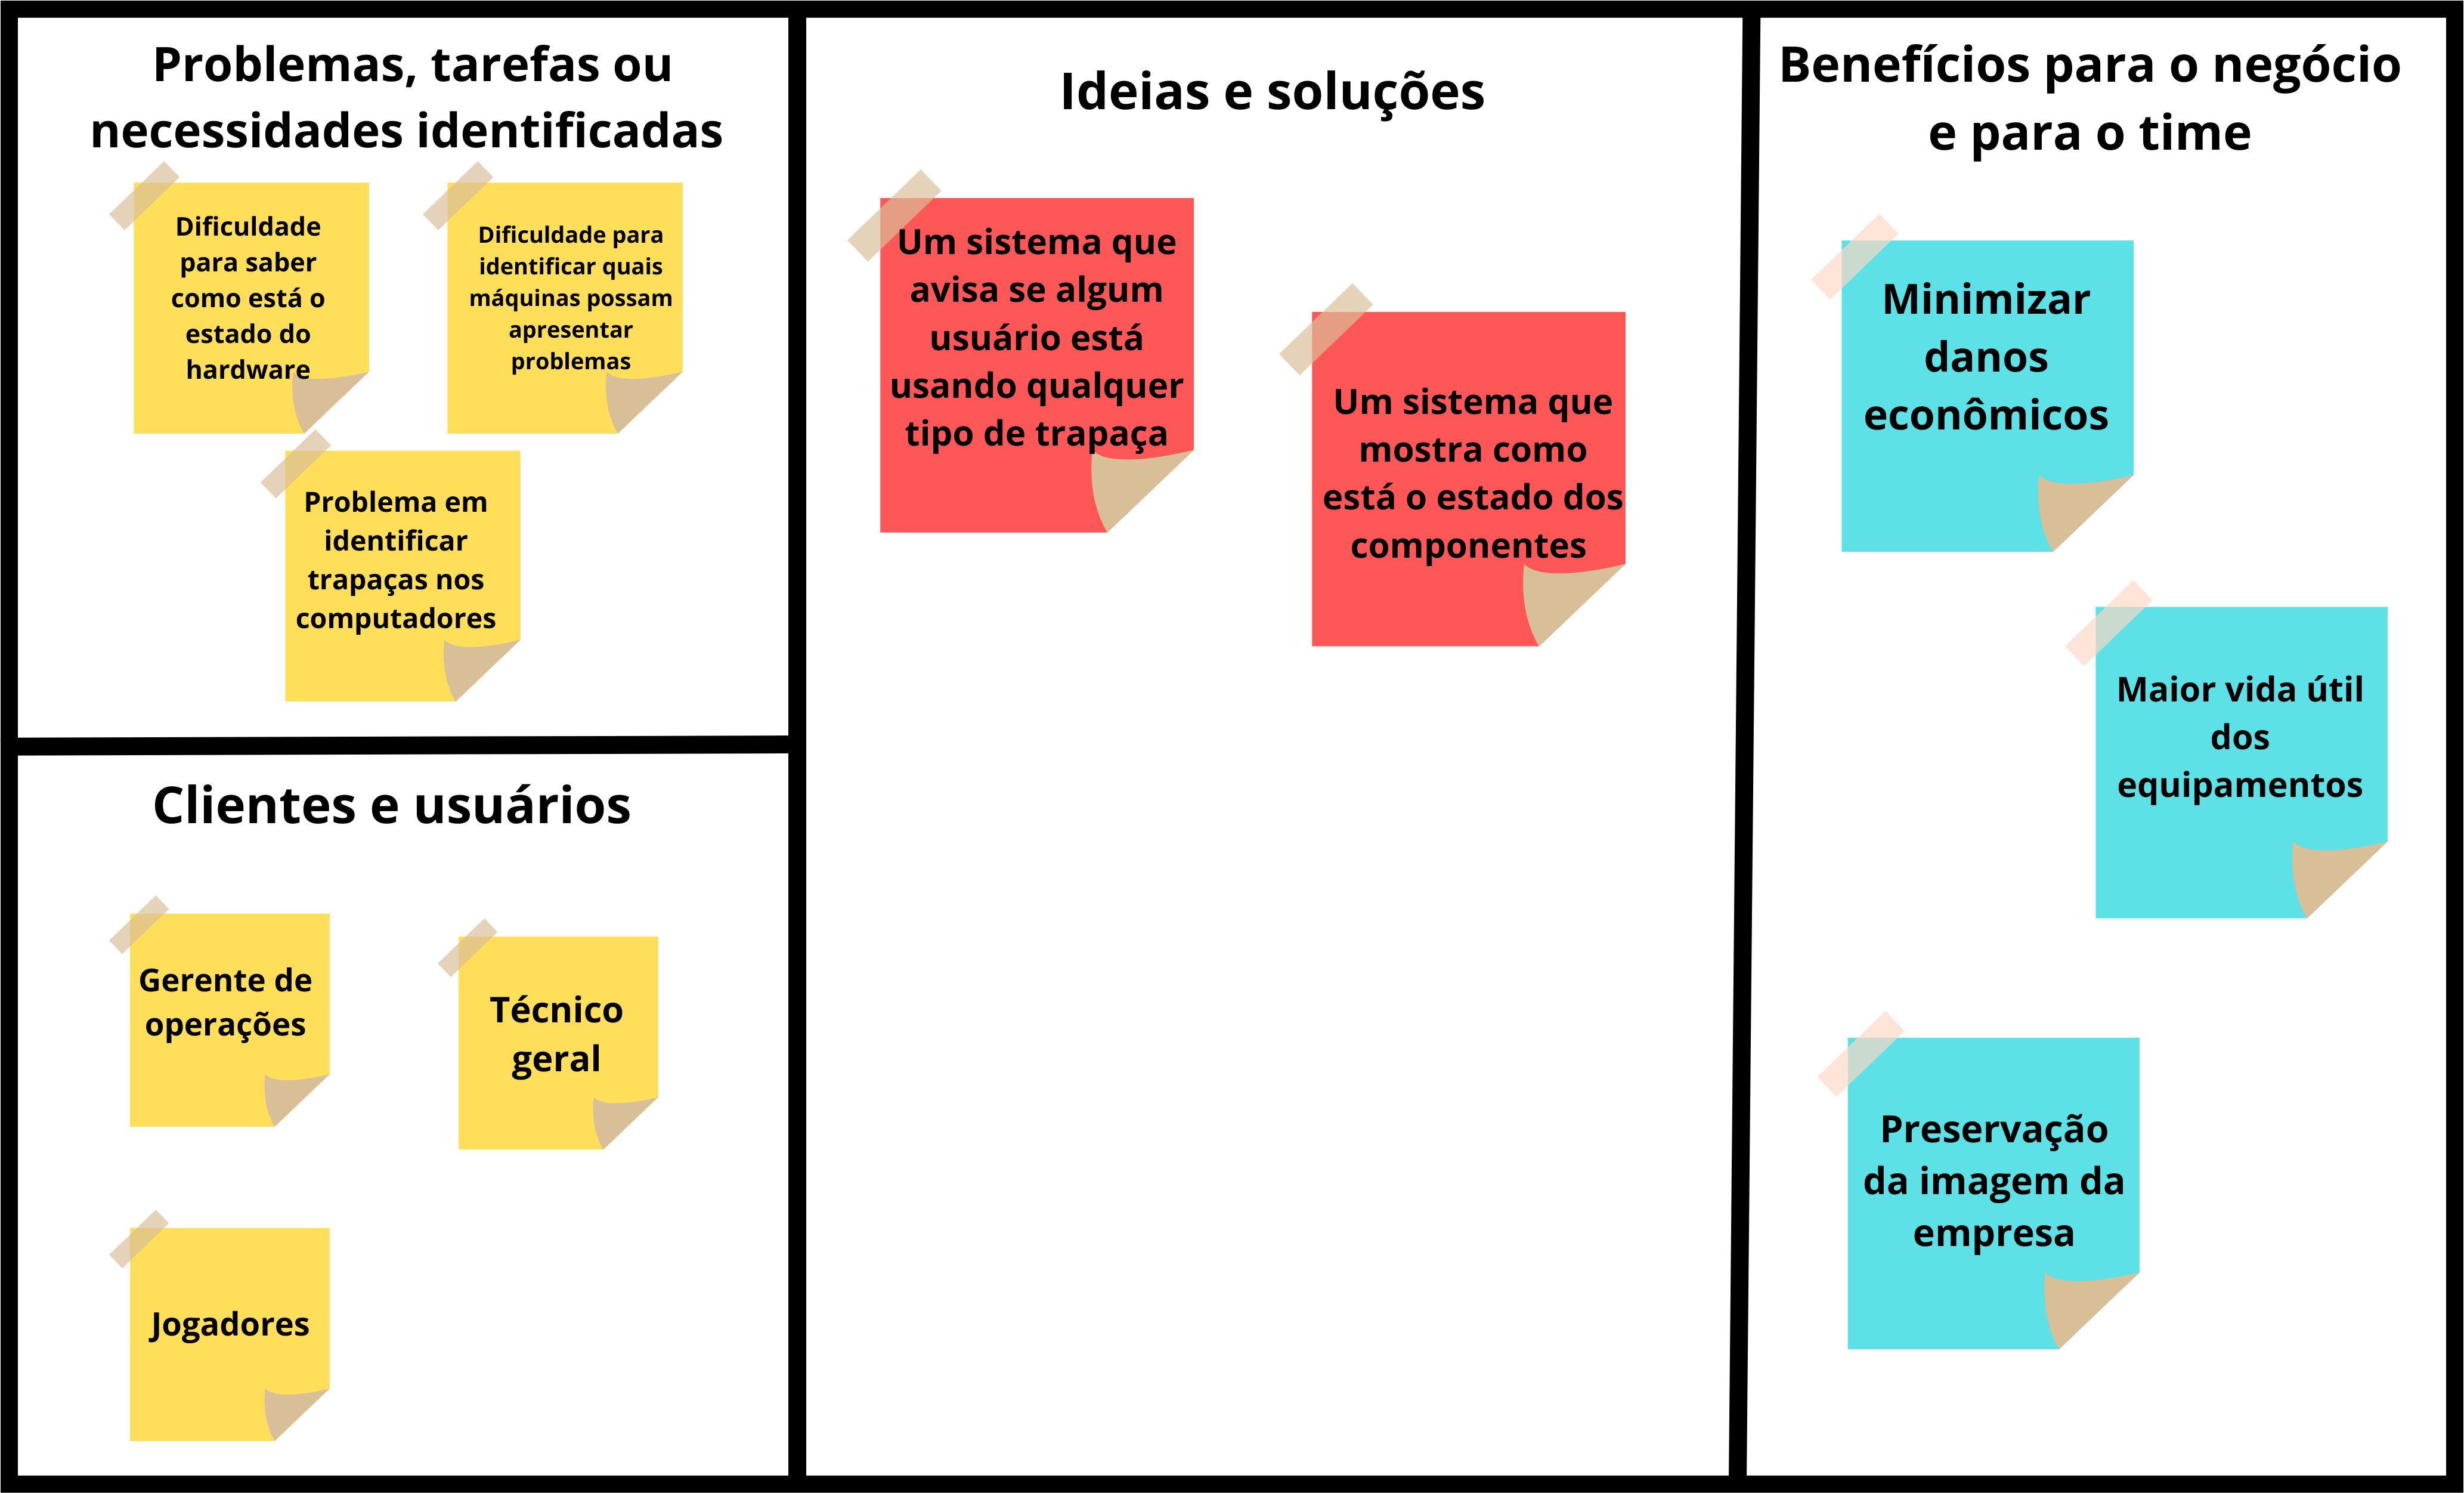 Problemas, tarefas ou
necessidades identificadas
Dificuldade
para saber
como está o
estado do
hardware
Dificuldade para
identificar quais
máquinas possam
apresentar
problemas
Problema em
identificar
trapaças nos
computadores
Clientes e usuários
Gerente de
operações
Técnico
geral
Jogadores
Ideias e soluções
Um sistema que
avisa se algum
usuário está
usando qualquer
tipo de trapaça
Um sistema que
mostra como
está o estado dos
componentes
Benefícios para o negócio
e para o time
Minimizar
danos
econômicos
Maior vida útil
dos
equipamentos
Preservação
da imagem da
empresa